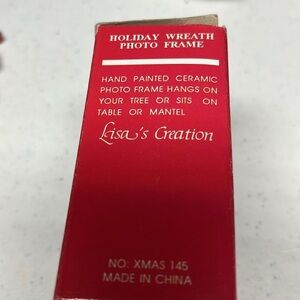 HOLIDAY WREATH
PHOTO FRAME
HAND PAINTED CERAMIC
PHOTO FRAME HANGS ON
YOUR TREE OR SITS ON
TABLE OR MANTEL
Lisa's Creation
NO: XMAS 145
MADE IN CHINA